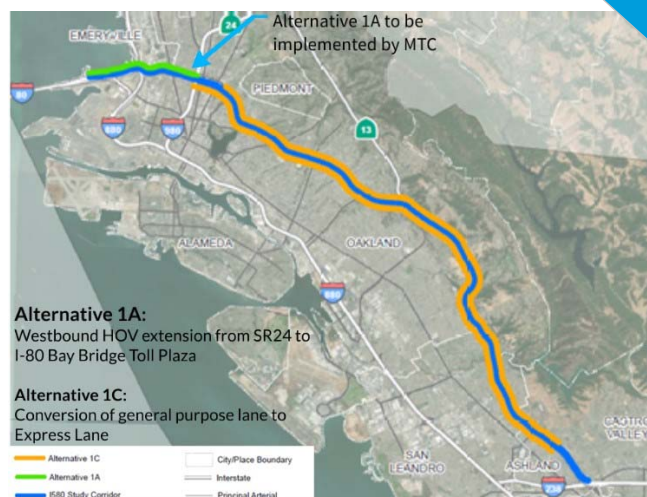 Alternative 1A to be
implemented by MTC
EMERYVILLE
24
80
PIEDMONT
580
980
13
ALAMEDA
OAKLAND
880
Alternative 1A:
Westbound HOV extension from SR24 to
I-80 Bay Bridge Toll Plaza
Alternative 1C:
Conversion of general purpose lane to
Express Lane
CASTRO
VALLEY
SAN
LEANDRO
ASHLAND
238
Alternative 1C
Alternative 1A
I580 Study Corridor
City/Place Boundary
Interstate
Principal Arterial